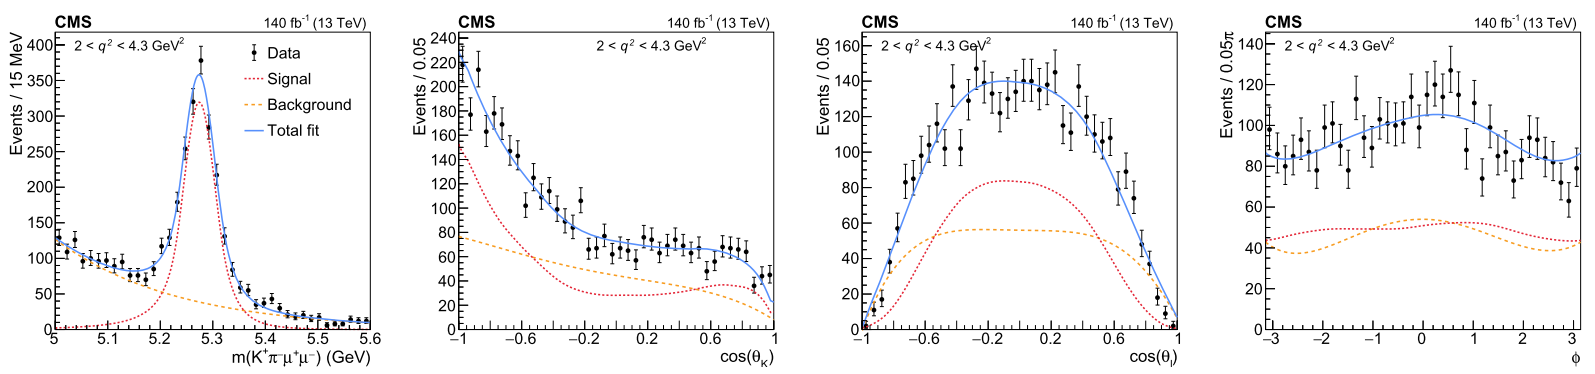 CMS 140 fb⁻¹ (13 TeV)
2 < q² < 4.3 GeV²
Data
Signal
Background
Total fit
Events / 15 MeV
400
350
300
250
200
150
100
50
0
5 5.1 5.2 5.3 5.4 5.5 5.6
m(K⁺π⁻μ⁺μ⁻) (GeV)
CMS 140 fb⁻¹ (13 TeV)
2 < q² < 4.3 GeV²
Events / 0.05
240
220
200
180
160
140
120
100
80
60
40
20
0
−1 −0.6 −0.2 0.2 0.6 1
cos(θ_K)
CMS 140 fb⁻¹ (13 TeV)
2 < q² < 4.3 GeV²
Events / 0.05
160
140
120
100
80
60
40
20
0
−1 −0.6 −0.2 0.2 0.6 1
cos(θ_l)
CMS 140 fb⁻¹ (13 TeV)
2 < q² < 4.3 GeV²
Events / 0.05π
140
120
100
80
60
40
20
0
−3 −2 −1 0 1 2 3
ϕ